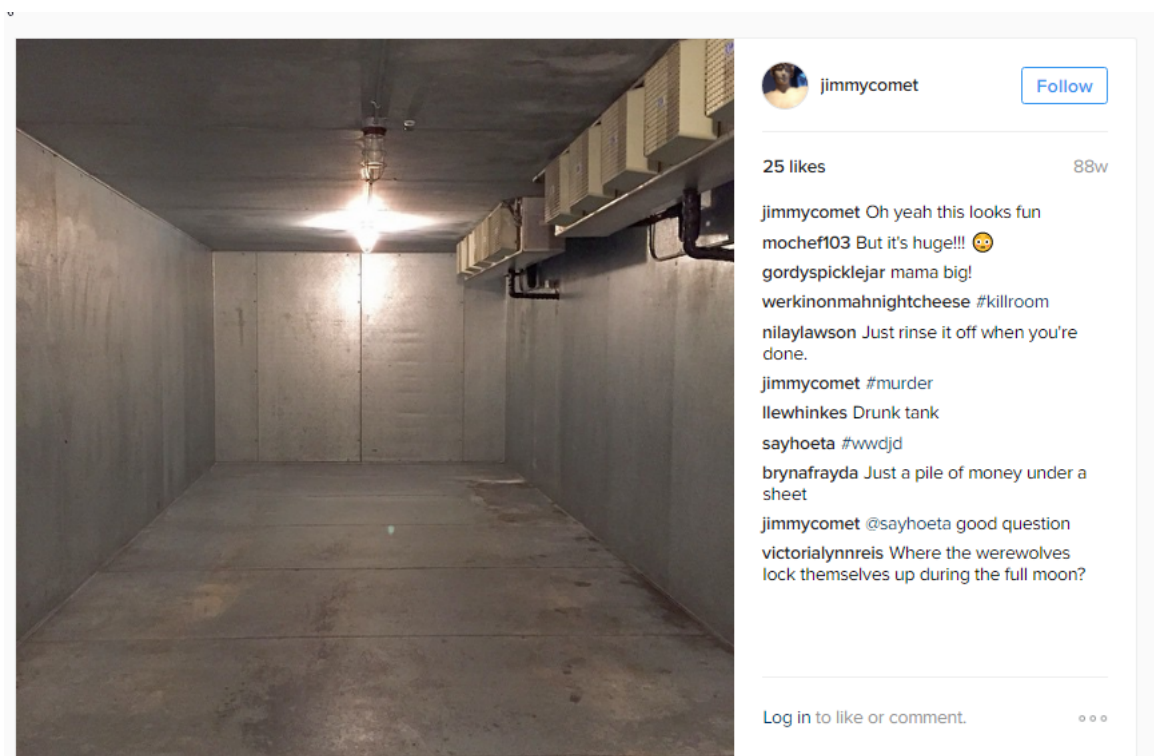 jimmycomet
Follow
25 likes
88w
jimmycomet Oh yeah this looks fun
mochef103 But it's huge!!! 😳
gordyspicklejar mama big!
werkinonmahnightcheese #killroom
nilaylawson Just rinse it off when you're
done.
jimmycomet #murder
llewhinkes Drunk tank
sayhoeta #wwdjd
brynafrayda Just a pile of money under a
sheet
jimmycomet @sayhoeta good question
victorialynnreis Where the werewolves
lock themselves up during the full moon?
Log in to like or comment.